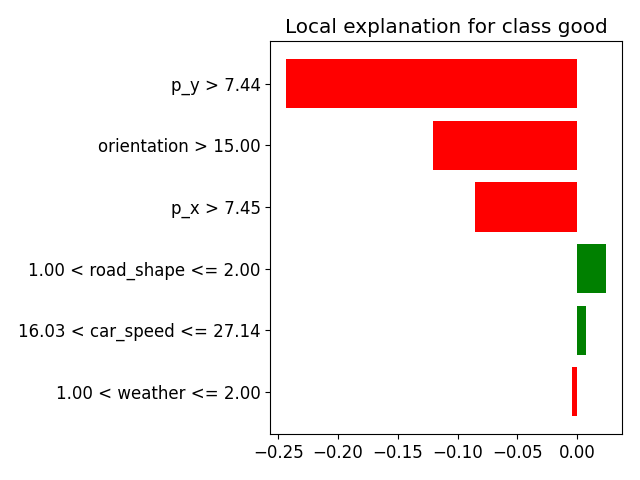 Local explanation for class good
p_y > 7.44
orientation > 15.00
p_x > 7.45
1.00 < road_shape <= 2.00
16.03 < car_speed <= 27.14
1.00 < weather <= 2.00
−0.25 −0.20 −0.15 −0.10 −0.05 0.00